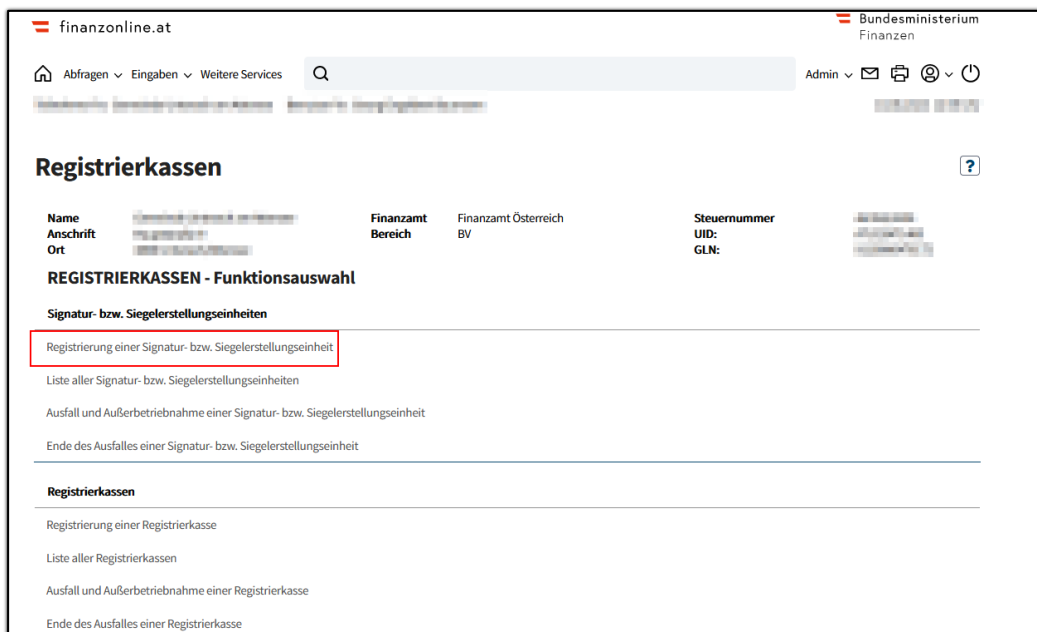 finanzonline.at
Bundesministerium
Finanzen
Abfragen Eingaben Weitere Services
Admin
Registrierkassen
?
Name Finanzamt Finanzamt Österreich Steuernummer
Anschrift Bereich BV UID:
Ort GLN:
REGISTRIERKASSEN - Funktionsauswahl
Signatur- bzw. Siegelerstellungseinheiten
Registrierung einer Signatur- bzw. Siegelerstellungseinheit
Liste aller Signatur- bzw. Siegelerstellungseinheiten
Ausfall und Außerbetriebnahme einer Signatur- bzw. Siegelerstellungseinheit
Ende des Ausfalles einer Signatur- bzw. Siegelerstellungseinheit
Registrierkassen
Registrierung einer Registrierkasse
Liste aller Registrierkassen
Ausfall und Außerbetriebnahme einer Registrierkasse
Ende des Ausfalles einer Registrierkasse